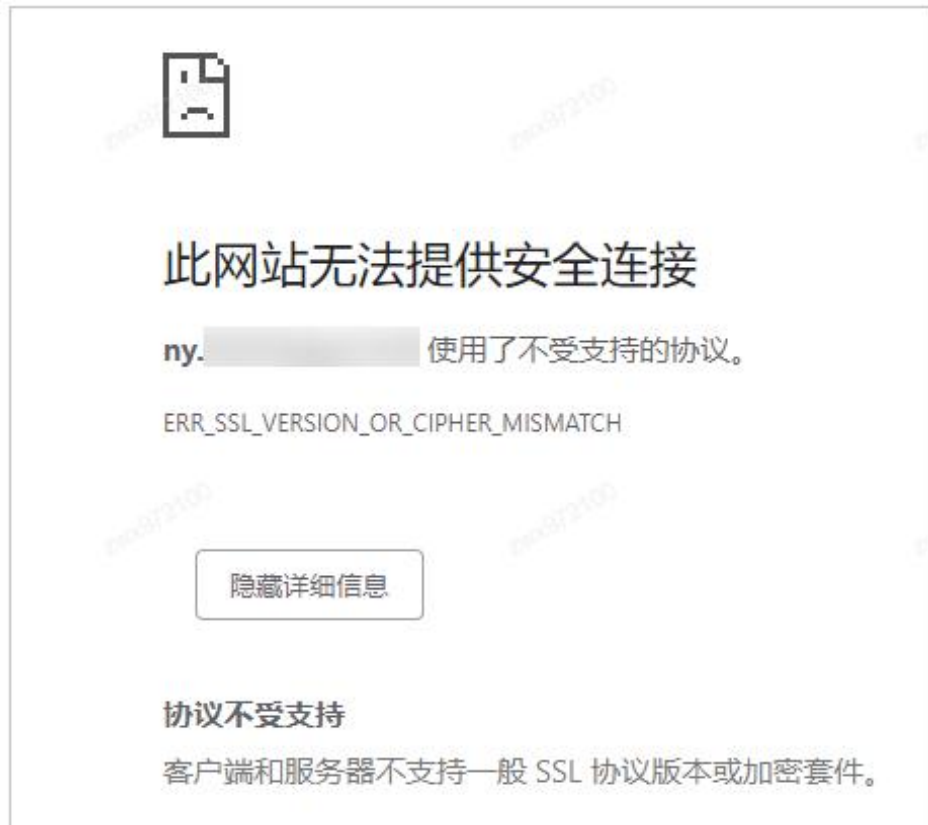 此网站无法提供安全连接
ny. 使用了不受支持的协议。
ERR_SSL_VERSION_OR_CIPHER_MISMATCH
隐藏详细信息
协议不受支持
客户端和服务器不支持一般 SSL 协议版本或加密套件。